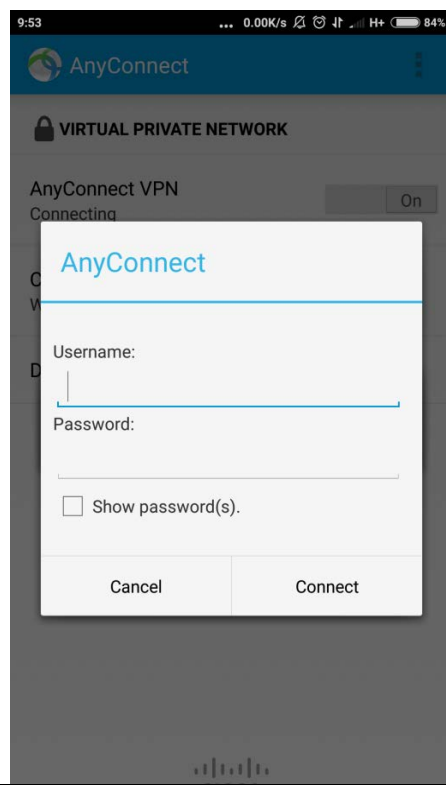 9:53 ... 0.00K/s H+ 84%
AnyConnect
VIRTUAL PRIVATE NETWORK
AnyConnect VPN
On
Connecting
C
AnyConnect
W
Username:
D
Password:
Show password(s).
Cancel Connect